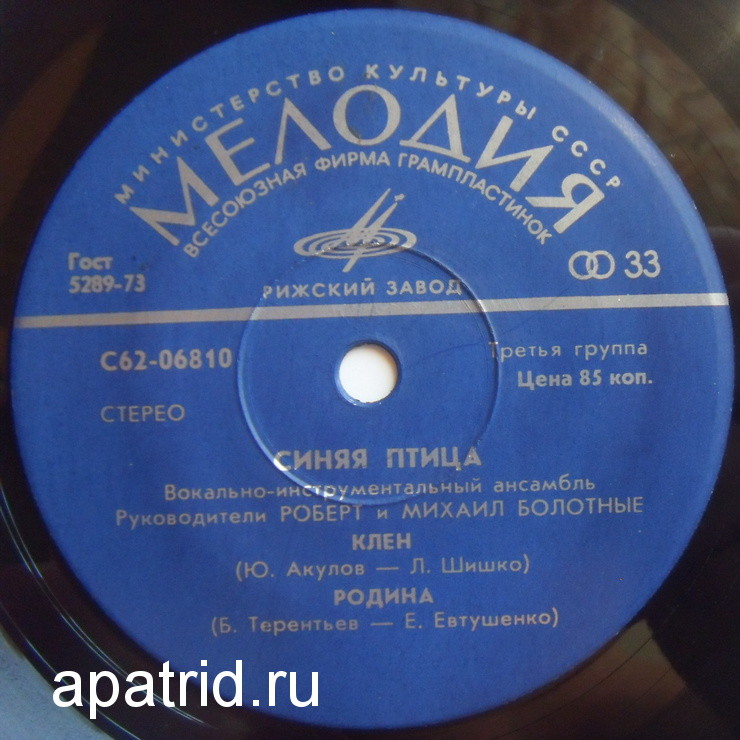 МИНИСТЕРСТВО КУЛЬТУРЫ СССР
МЕЛОДИЯ
ВСЕСОЮЗНАЯ ФИРМА ГРАМПЛАСТИНОК
Гост
5289-73
33
РИЖСКИЙ ЗАВОД
С62-06810
Третья группа
Цена 85 коп.
СТЕРЕО
СИНЯЯ ПТИЦА
Вокально-инструментальный ансамбль
Руководители РОБЕРТ и МИХАИЛ БОЛОТНЫЕ
КЛЕН
(Ю. Акулов — Л. Шишко)
РОДИНА
(Б. Терентьев — Е. Евтушенко)
apatrid.ru